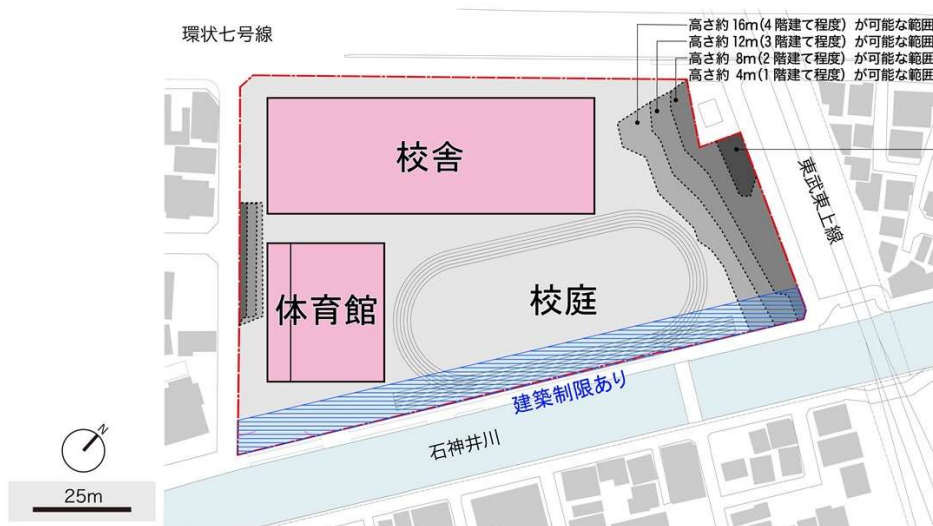 環状七号線
高さ約 16m(4 階建て程度) が可能な範囲
高さ約 12m(3 階建て程度) が可能な範囲
高さ約 8m(2 階建て程度) が可能な範囲
高さ約 4m(1 階建て程度) が可能な範囲
校舎
東武東上線
体育館
校庭
建築制限あり
石神井川
N
25m